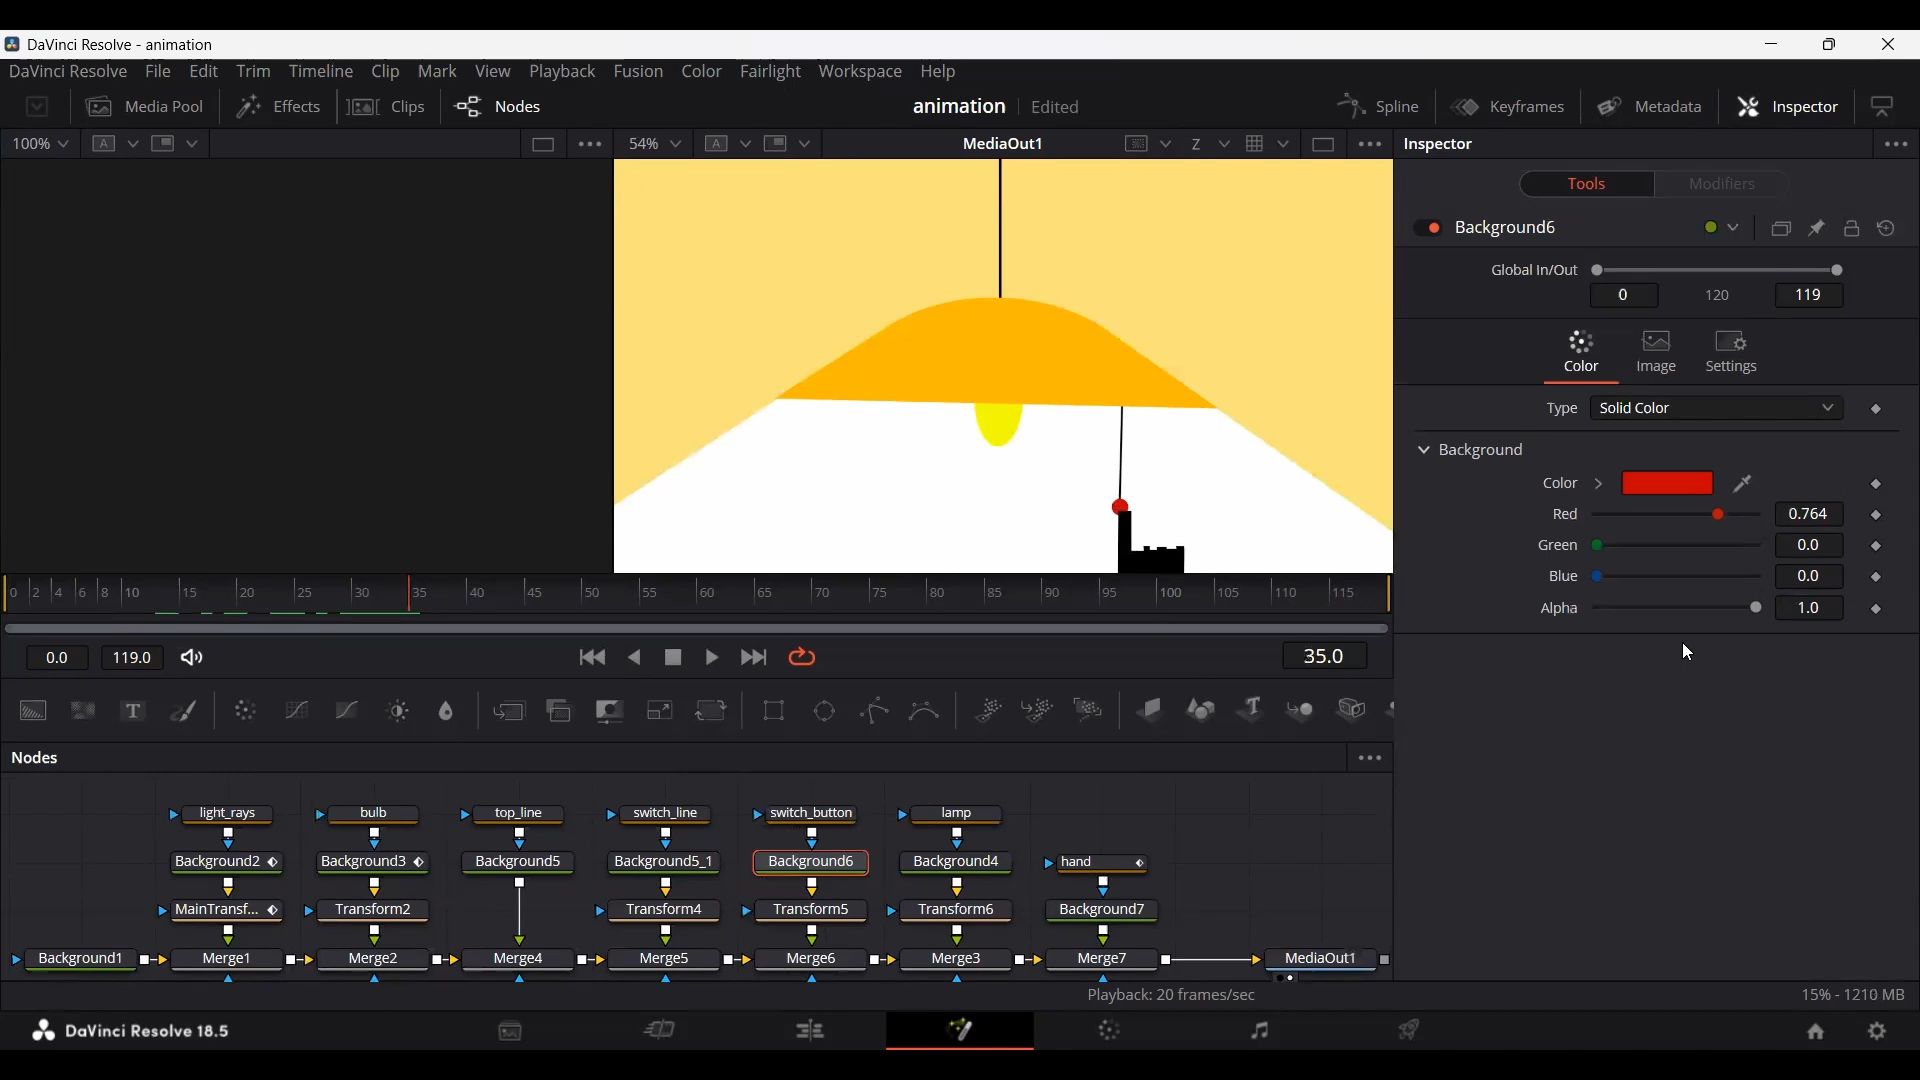 DaVinci Resolve - animation
DaVinci Resolve File Edit Trim Timeline Clip Mark View Playback Fusion Color Fairlight Workspace Help
Media Pool Effects Clips Nodes animation Edited Spline Keyframes Metadata Inspector
100% A 54% A MediaOut1 Z Inspector
Tools Modifiers
Background6
Global In/Out
0 120 119
Color Image Settings
Type Solid Color
Background
Color
Red 0.764
Green 0.0
Blue 0.0
Alpha 1.0
0 2 4 6 8 10 15 20 25 30 35 40 45 50 55 60 65 70 75 80 85 90 95 100 105 110 115
0.0 119.0 35.0
T T
Nodes
light_rays bulb top_line switch_line switch_button lamp
Background2 Background3 Background5 Background5_1 Background6 Background4 hand
MainTransf... Transform2 Transform4 Transform5 Transform6 Background7
Background1 Merge1 Merge2 Merge4 Merge5 Merge6 Merge3 Merge7 MediaOut1
Playback: 20 frames/sec 15% - 1210 MB
DaVinci Resolve 18.5